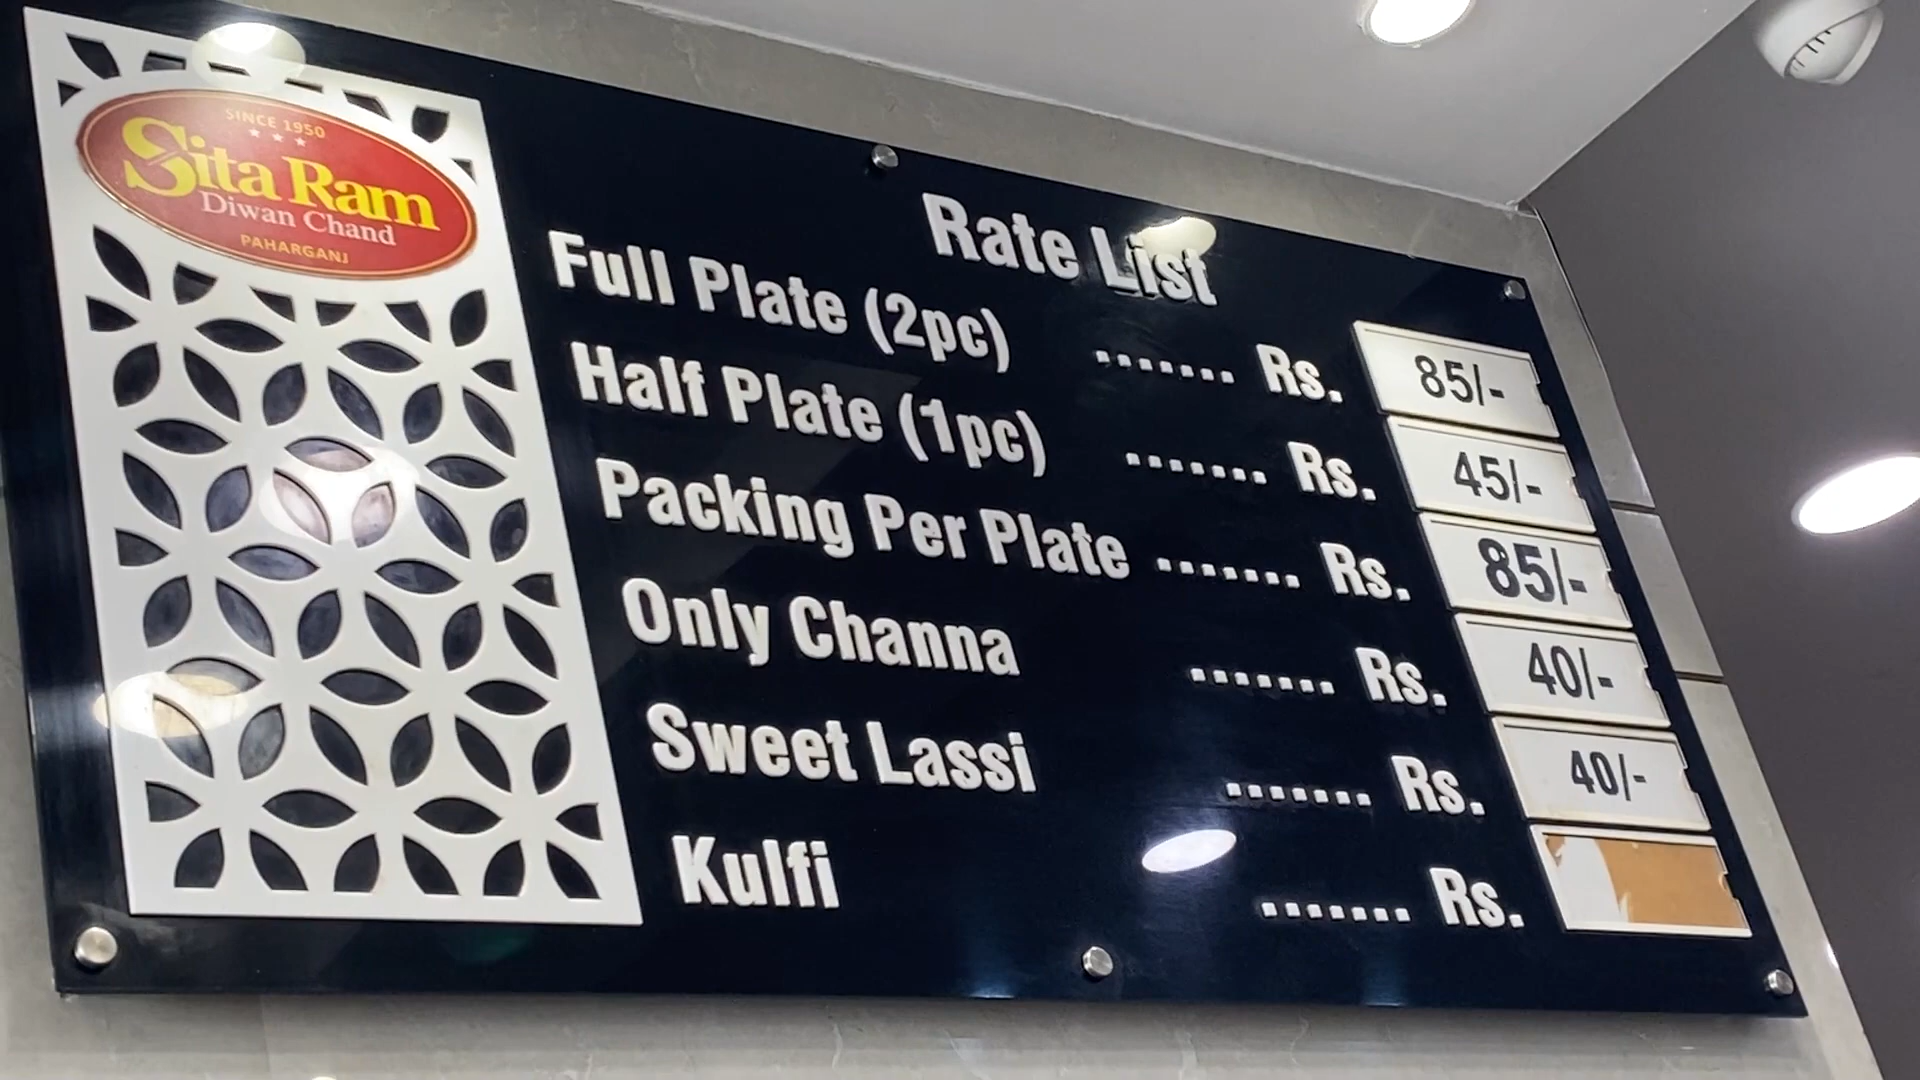 SINCE 1950
Sita Ram
Diwan Chand
PAHARGANJ
Rate List
Full Plate (2pc) ....... Rs. 85/-
Half Plate (1pc) ....... Rs. 45/-
Packing Per Plate ....... Rs. 85/-
Only Channa ....... Rs. 40/-
Sweet Lassi ....... Rs. 40/-
Kulfi ....... Rs.